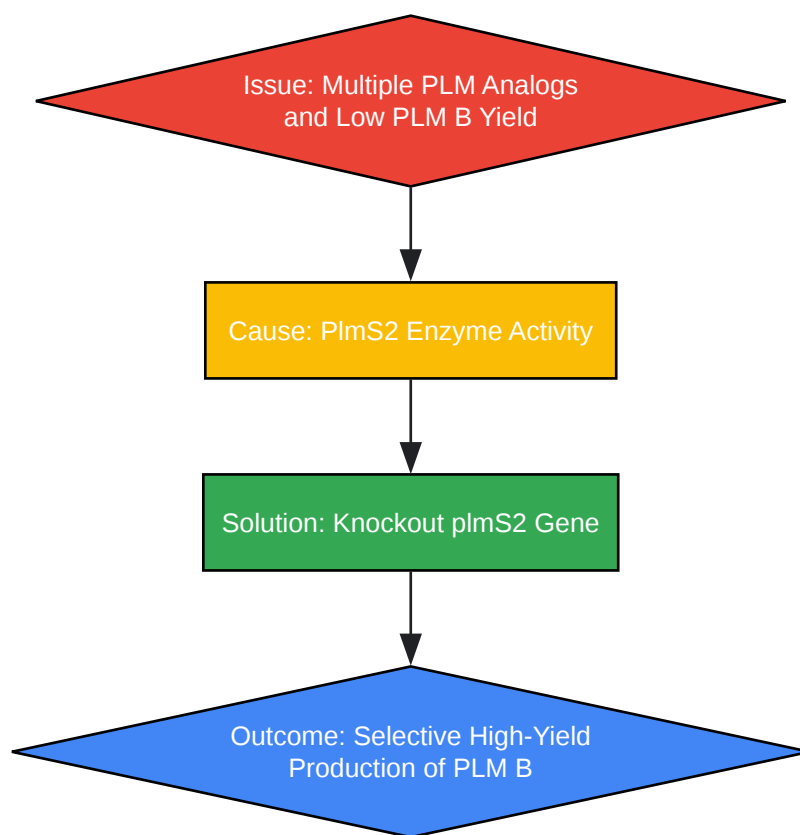 Issue: Multiple PLM Analogs
and Low PLM B Yield
Cause: PlmS2 Enzyme Activity
Solution: Knockout plmS2 Gene
Outcome: Selective High-Yield
Production of PLM B